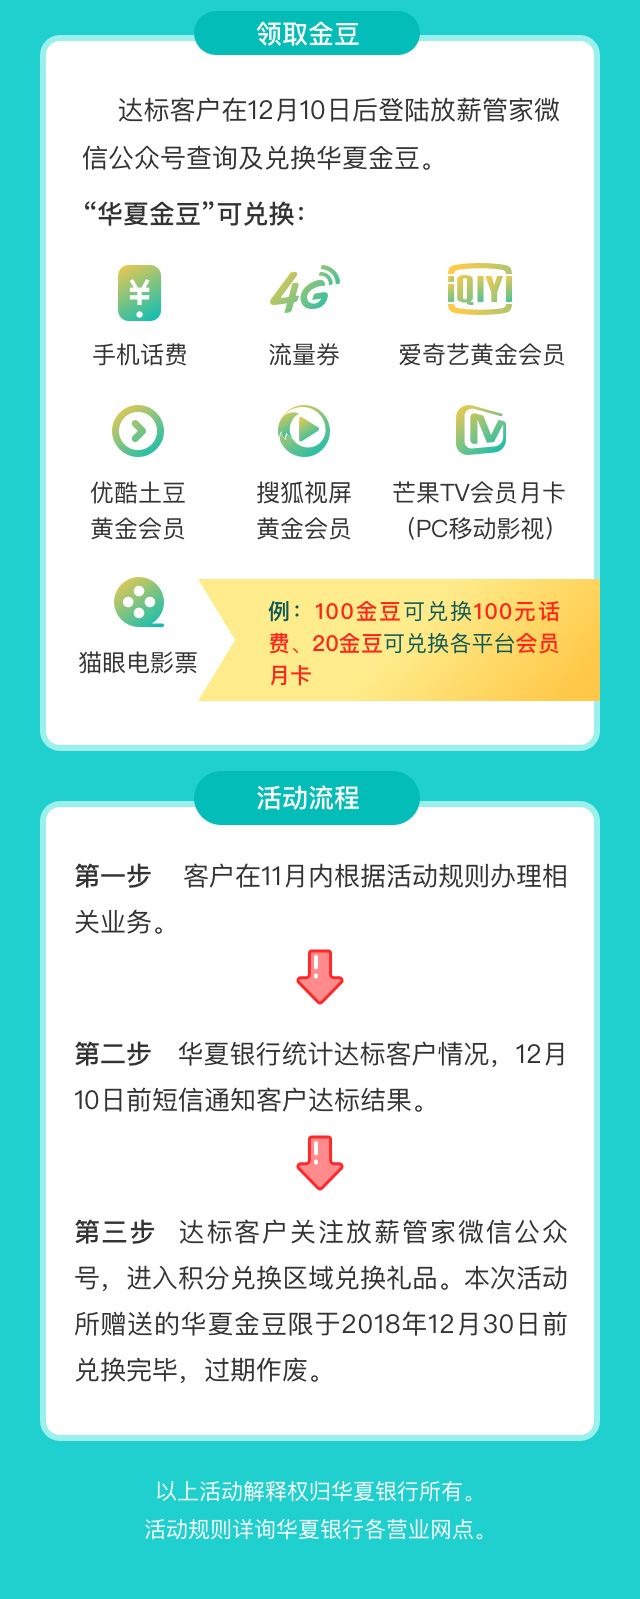 领取金豆
达标客户在12月10日后登陆放薪管家微
信公众号查询及兑换华夏金豆。
“华夏金豆”可兑换：
¥
4G
iQIYI
手机话费
流量券
爱奇艺黄金会员
优酷土豆
黄金会员
搜狐视屏
黄金会员
芒果TV会员月卡
（PC移动影视）
猫眼电影票
例：100金豆可兑换100元话
费、20金豆可兑换各平台会员
月卡
活动流程
第一步 客户在11月内根据活动规则办理相
关业务。
第二步 华夏银行统计达标客户情况，12月
10日前短信通知客户达标结果。
第三步 达标客户关注放薪管家微信公众
号，进入积分兑换区域兑换礼品。本次活动
所赠送的华夏金豆限于2018年12月30日前
兑换完毕，过期作废。
以上活动解释权归华夏银行所有。
活动规则详询华夏银行各营业网点。